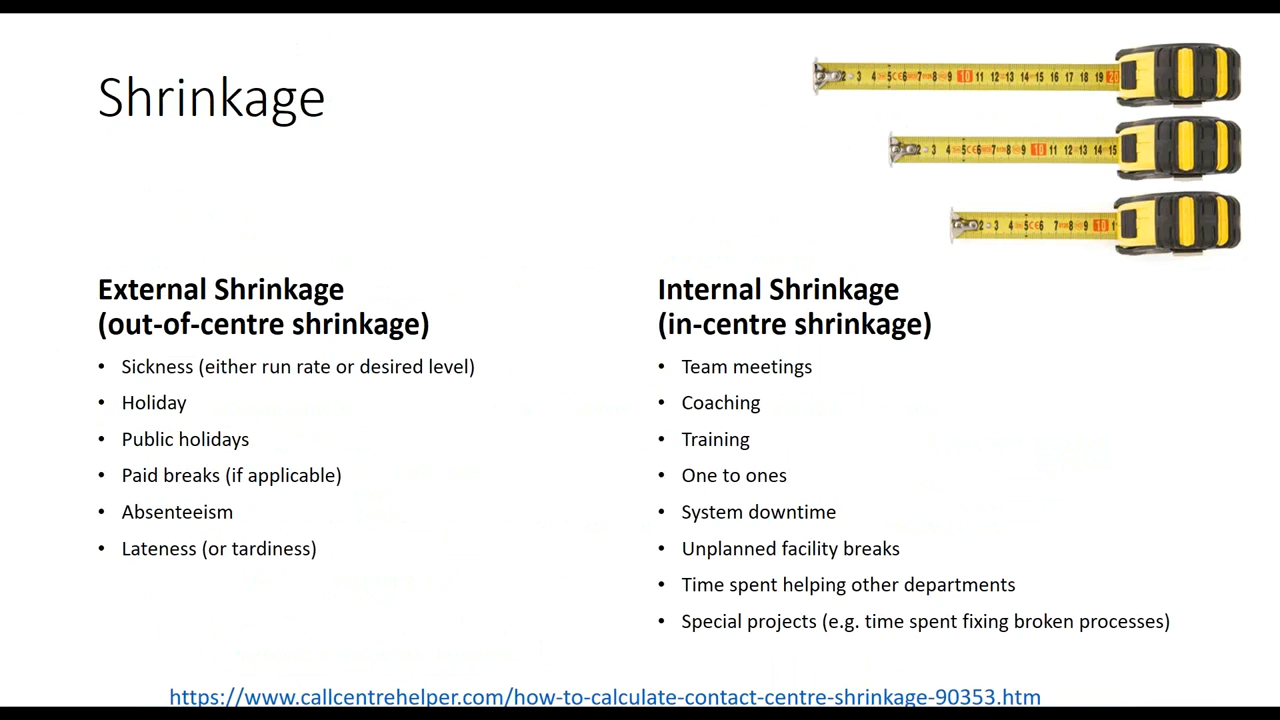 Shrinkage
External Shrinkage
(out-of-centre shrinkage)
• Sickness (either run rate or desired level)
• Holiday
• Public holidays
• Paid breaks (if applicable)
• Absenteeism
• Lateness (or tardiness)
Internal Shrinkage
(in-centre shrinkage)
• Team meetings
• Coaching
• Training
• One to ones
• System downtime
• Unplanned facility breaks
• Time spent helping other departments
• Special projects (e.g. time spent fixing broken processes)
https://www.callcentrehelper.com/how-to-calculate-contact-centre-shrinkage-90353.htm